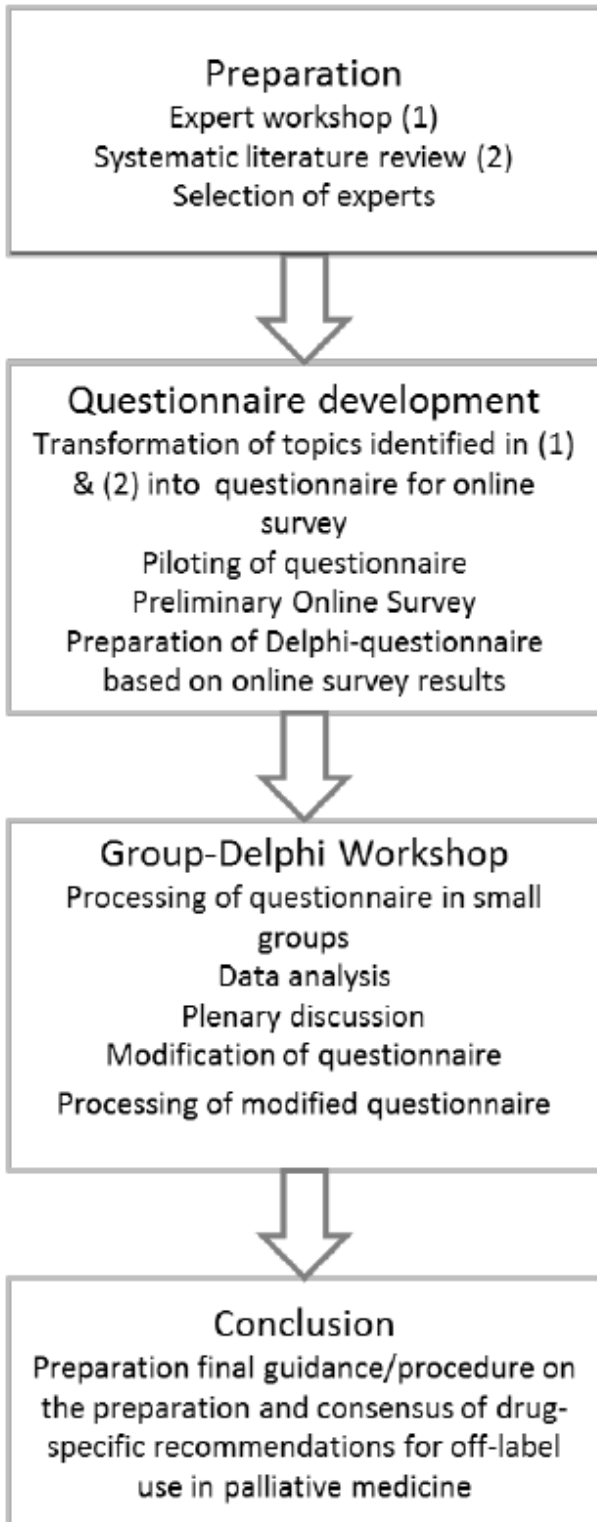 Preparation
Expert workshop (1)
Systematic literature review (2)
Selection of experts
Questionnaire development
Transformation of topics identified in (1)
& (2) into questionnaire for online
survey
Piloting of questionnaire
Preliminary Online Survey
Preparation of Delphi-questionnaire
based on online survey results
Group-Delphi Workshop
Processing of questionnaire in small
groups
Data analysis
Plenary discussion
Modification of questionnaire
Processing of modified questionnaire
Conclusion
Preparation final guidance/procedure on
the preparation and consensus of drug-
specific recommendations for off-label
use in palliative medicine